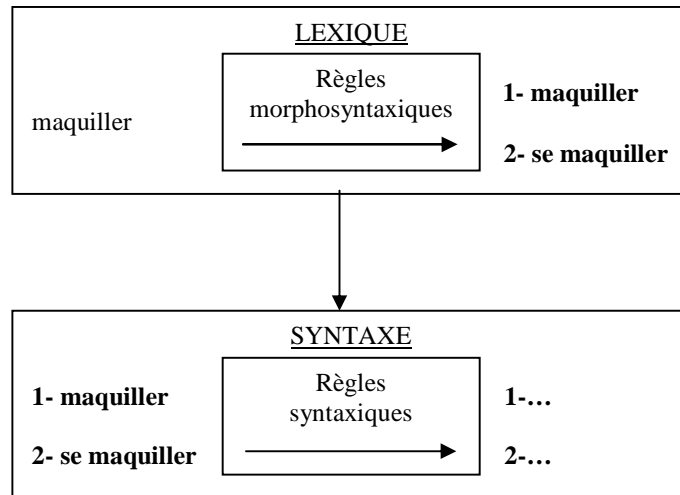 LEXIQUE
Règles
morphosyntaxiques
maquiller
1- maquiller
2- se maquiller
SYNTAXE
Règles
syntaxiques
1- maquiller
2- se maquiller
1-…
2-…